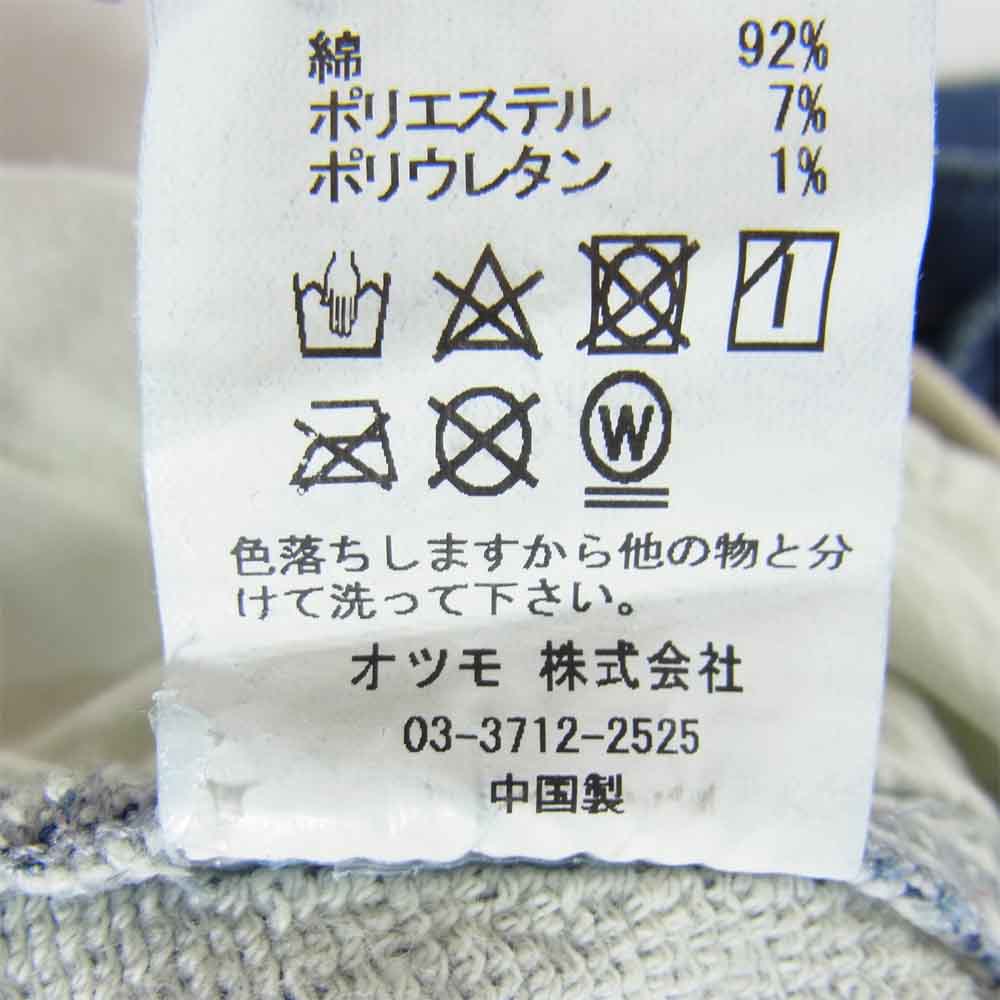 綿 92%
ポリエステル 7%
ポリウレタン 1%
W
色落ちしますから他の物と分
けて洗って下さい。
オツモ 株式会社
03-3712-2525
中国製